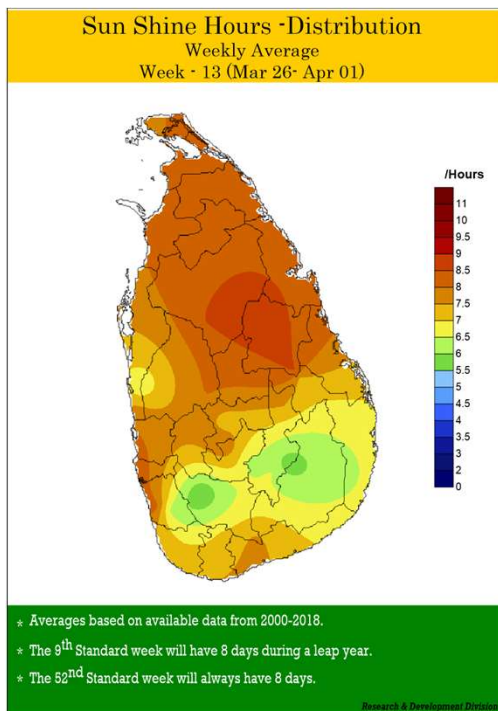 Sun Shine Hours -Distribution
Weekly Average
Week - 13 (Mar 26- Apr 01)
/Hours
11
10
9.5
9
8.5
8
7.5
7
6.5
6
5.5
5
4.5
4
3.5
3
2
0
* Averages based on available data from 2000-2018.
* The 9th Standard week will have 8 days during a leap year.
* The 52nd Standard week will always have 8 days.
Research & Development Division